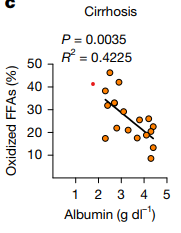 c
Cirrhosis
P = 0.0035
R² = 0.4225
Oxidized FFAs (%)
50
40
30
20
10
1 2 3 4 5
Albumin (g dl⁻¹)